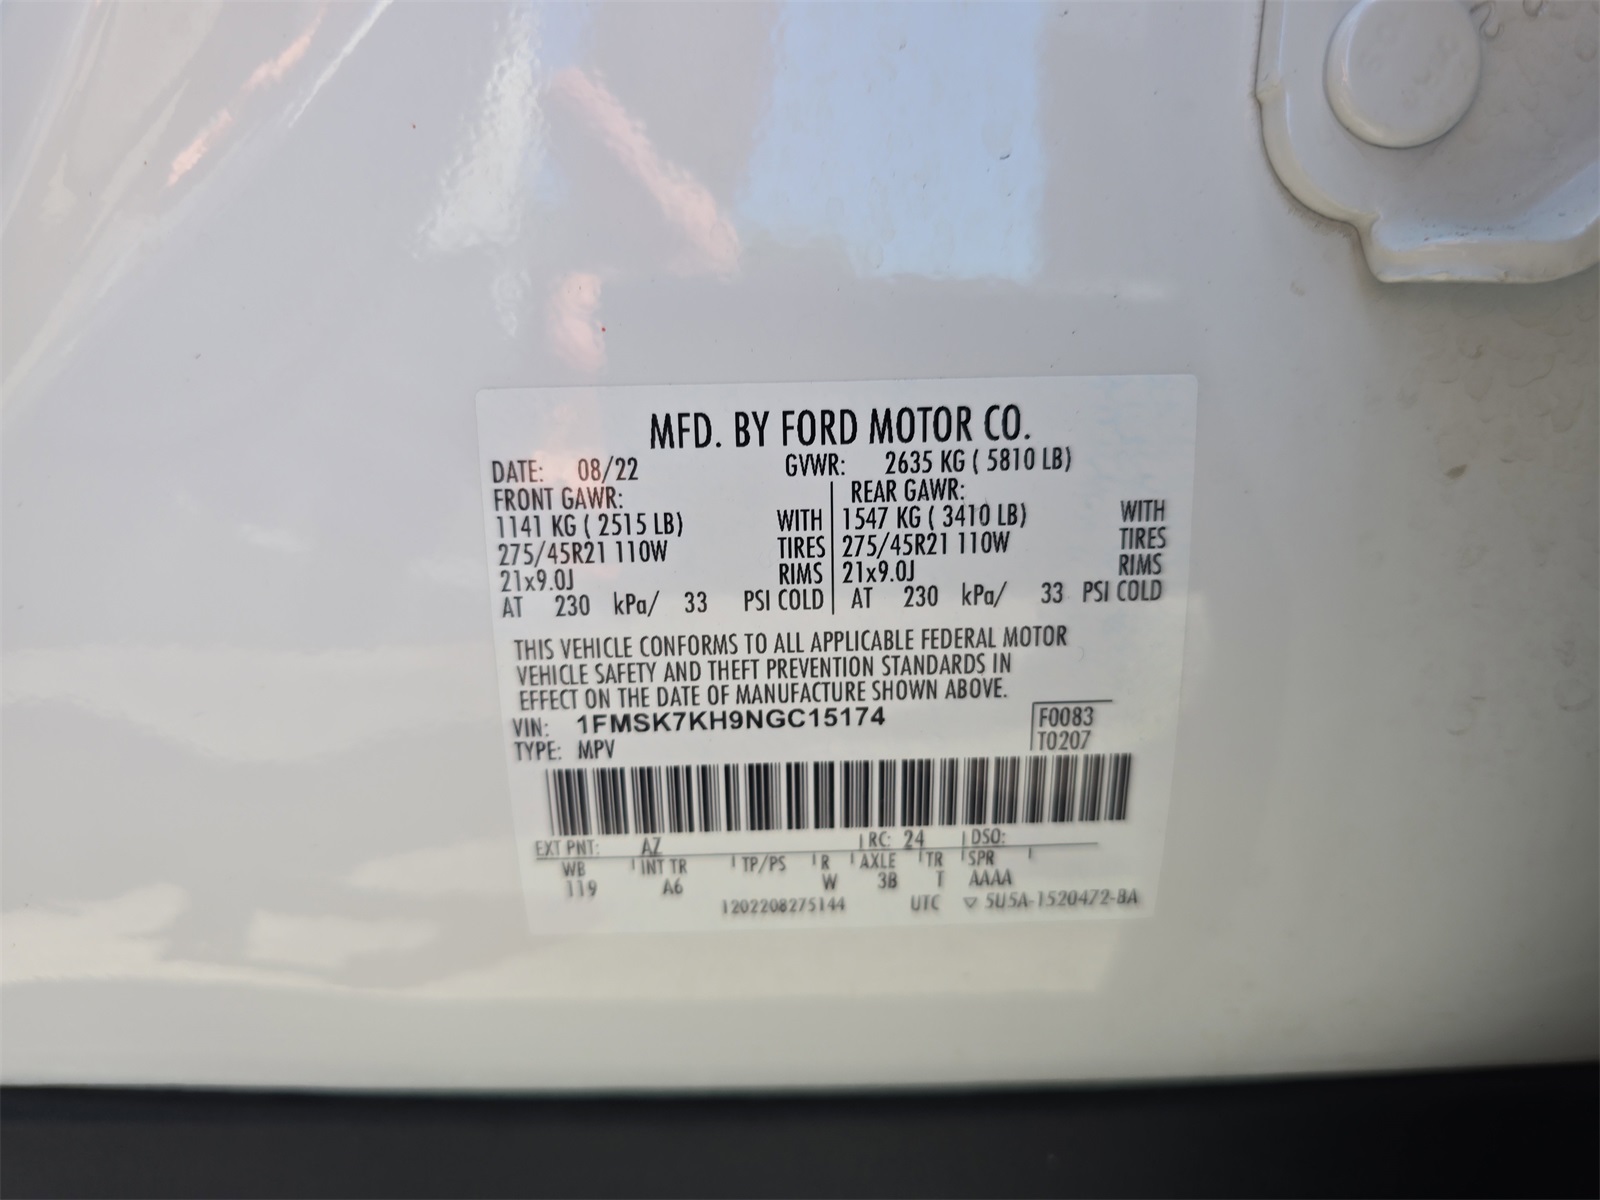 MFD. BY FORD MOTOR CO.
DATE: 08/22 GVWR: 2635 KG ( 5810 LB)
FRONT GAWR: REAR GAWR:
1141 KG ( 2515 LB) WITH 1547 KG ( 3410 LB) WITH
275/45R21 110W TIRES 275/45R21 110W TIRES
21x9.0J RIMS 21x9.0J RIMS
AT 230 kPa/ 33 PSI COLD AT 230 kPa/ 33 PSI COLD
THIS VEHICLE CONFORMS TO ALL APPLICABLE FEDERAL MOTOR
VEHICLE SAFETY AND THEFT PREVENTION STANDARDS IN
EFFECT ON THE DATE OF MANUFACTURE SHOWN ABOVE.
VIN: 1FMSK7KH9NGC15174 F0083
TYPE: MPV T0207
EXT PNT: AZ RC: 24 DSO:
WB INT TR TP/PS R AXLE TR SPR
119 A6 W 3B T AAAA
1202208275144 UTC ▽ 5U5A-1520472-BA